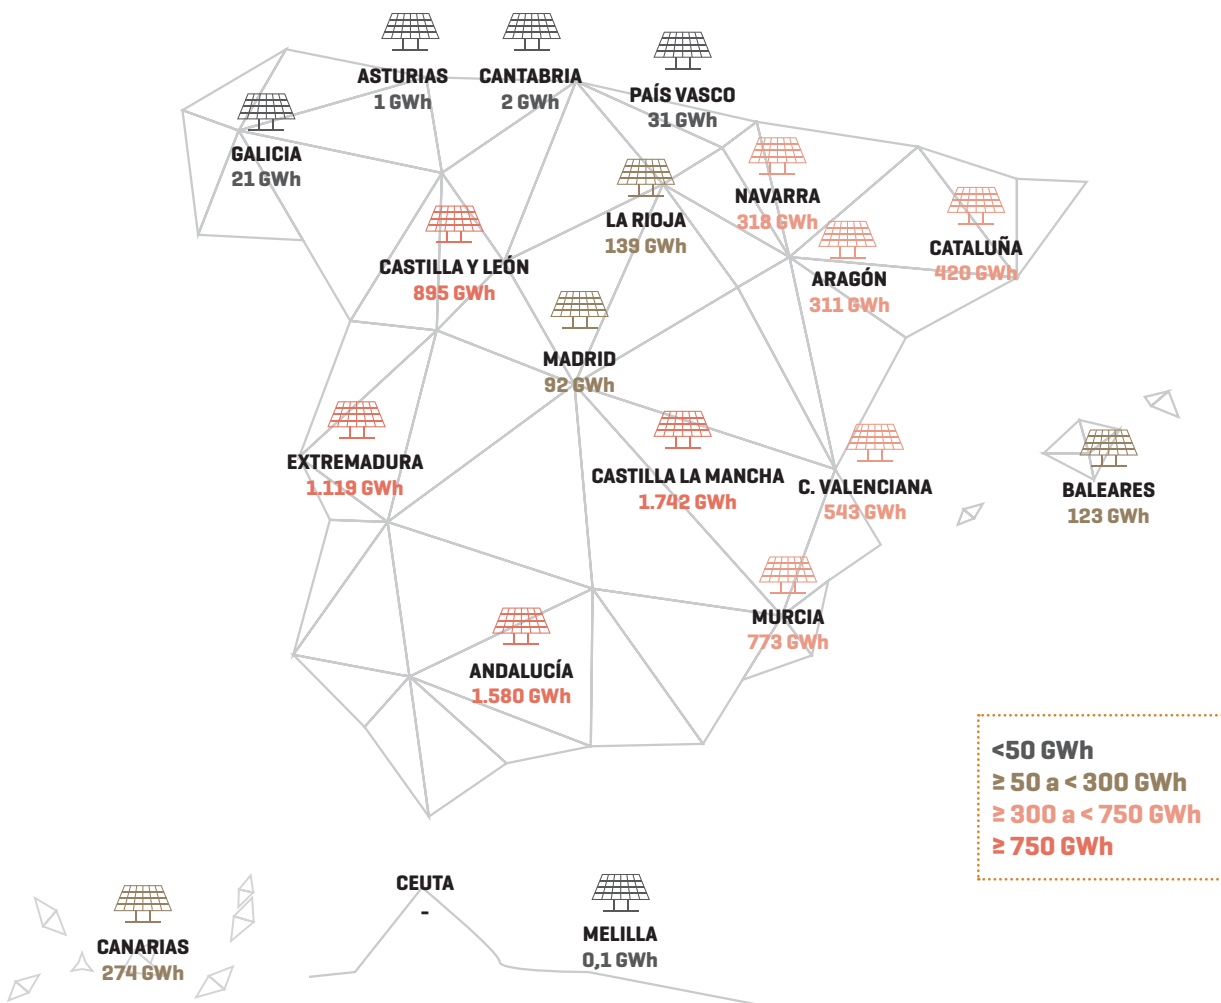 ASTURIAS
1 GWh
CANTABRIA
2 GWh
PAÍS VASCO
31 GWh
GALICIA
21 GWh
LA RIOJA
139 GWh
NAVARRA
318 GWh
CATALUÑA
420 GWh
ARAGÓN
311 GWh
CASTILLA Y LEÓN
895 GWh
MADRID
92 GWh
EXTREMADURA
1.119 GWh
CASTILLA LA MANCHA
1.742 GWh
C. VALENCIANA
543 GWh
BALEARES
123 GWh
MURCIA
773 GWh
ANDALUCÍA
1.580 GWh
<50 GWh
≥ 50 a < 300 GWh
≥ 300 a < 750 GWh
≥ 750 GWh
CANARIAS
274 GWh
CEUTA
-
MELILLA
0,1 GWh